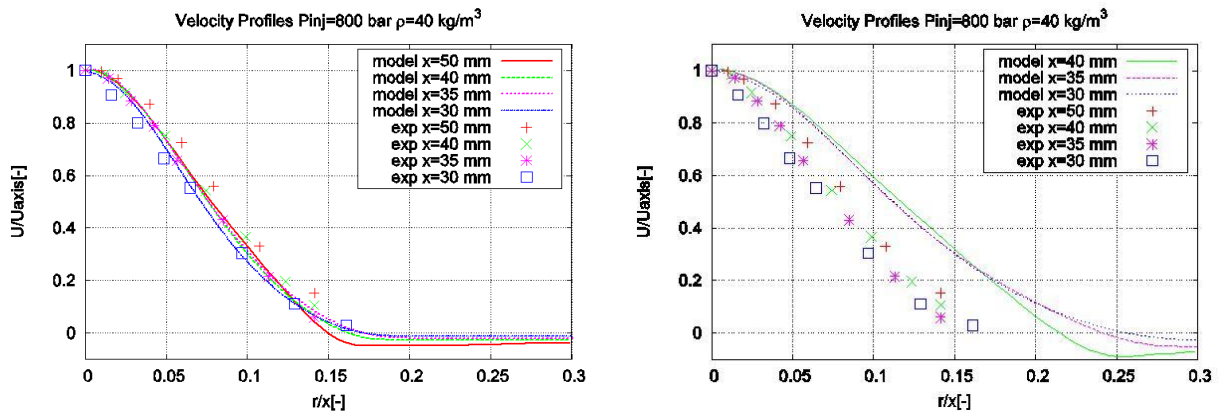 Velocity Profiles Pinj=800 bar ρ=40 kg/m³
U/Uaxis[-]
1
0.8
0.6
0.4
0.2
0
model x=50 mm
model x=40 mm
model x=35 mm
model x=30 mm
exp x=50 mm
exp x=40 mm
exp x=35 mm
exp x=30 mm
0 0.05 0.1 0.15 0.2 0.25 0.3
r/x[-]
Velocity Profiles Pinj=800 bar ρ=40 kg/m³
U/Uaxis[-]
1
0.8
0.6
0.4
0.2
0
model x=40 mm
model x=35 mm
model x=30 mm
exp x=50 mm
exp x=40 mm
exp x=35 mm
exp x=30 mm
0 0.05 0.1 0.15 0.2 0.25 0.3
r/x[-]